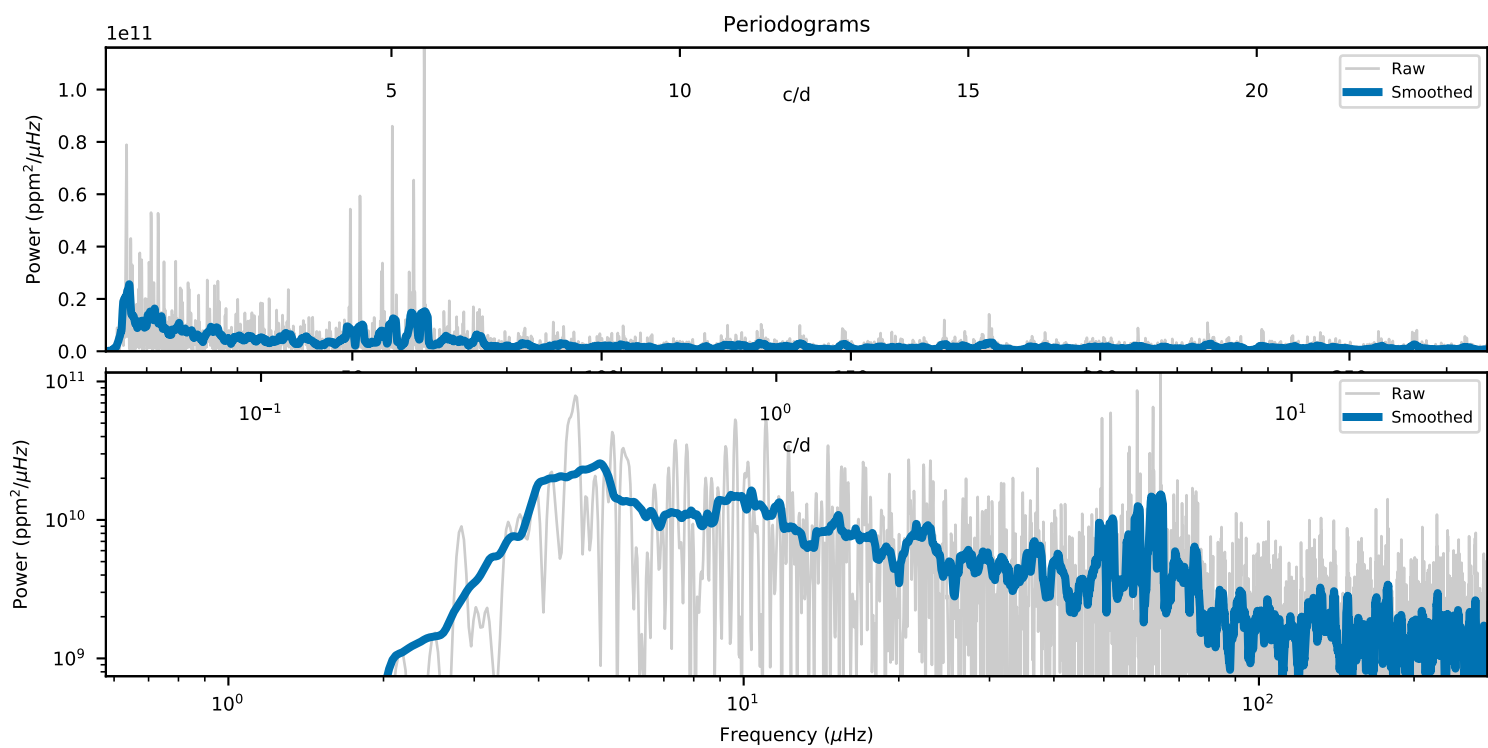 Periodograms
1e11
Raw
Smoothed
1.0
0.8
0.6
0.4
0.2
0.0
Power (ppm²/μHz)
5
10
15
20
c/d
10¹¹
10¹⁰
10⁹
Power (ppm²/μHz)
10⁻¹
10⁰
10¹
c/d
Raw
Smoothed
10⁰
10¹
10²
Frequency (μHz)